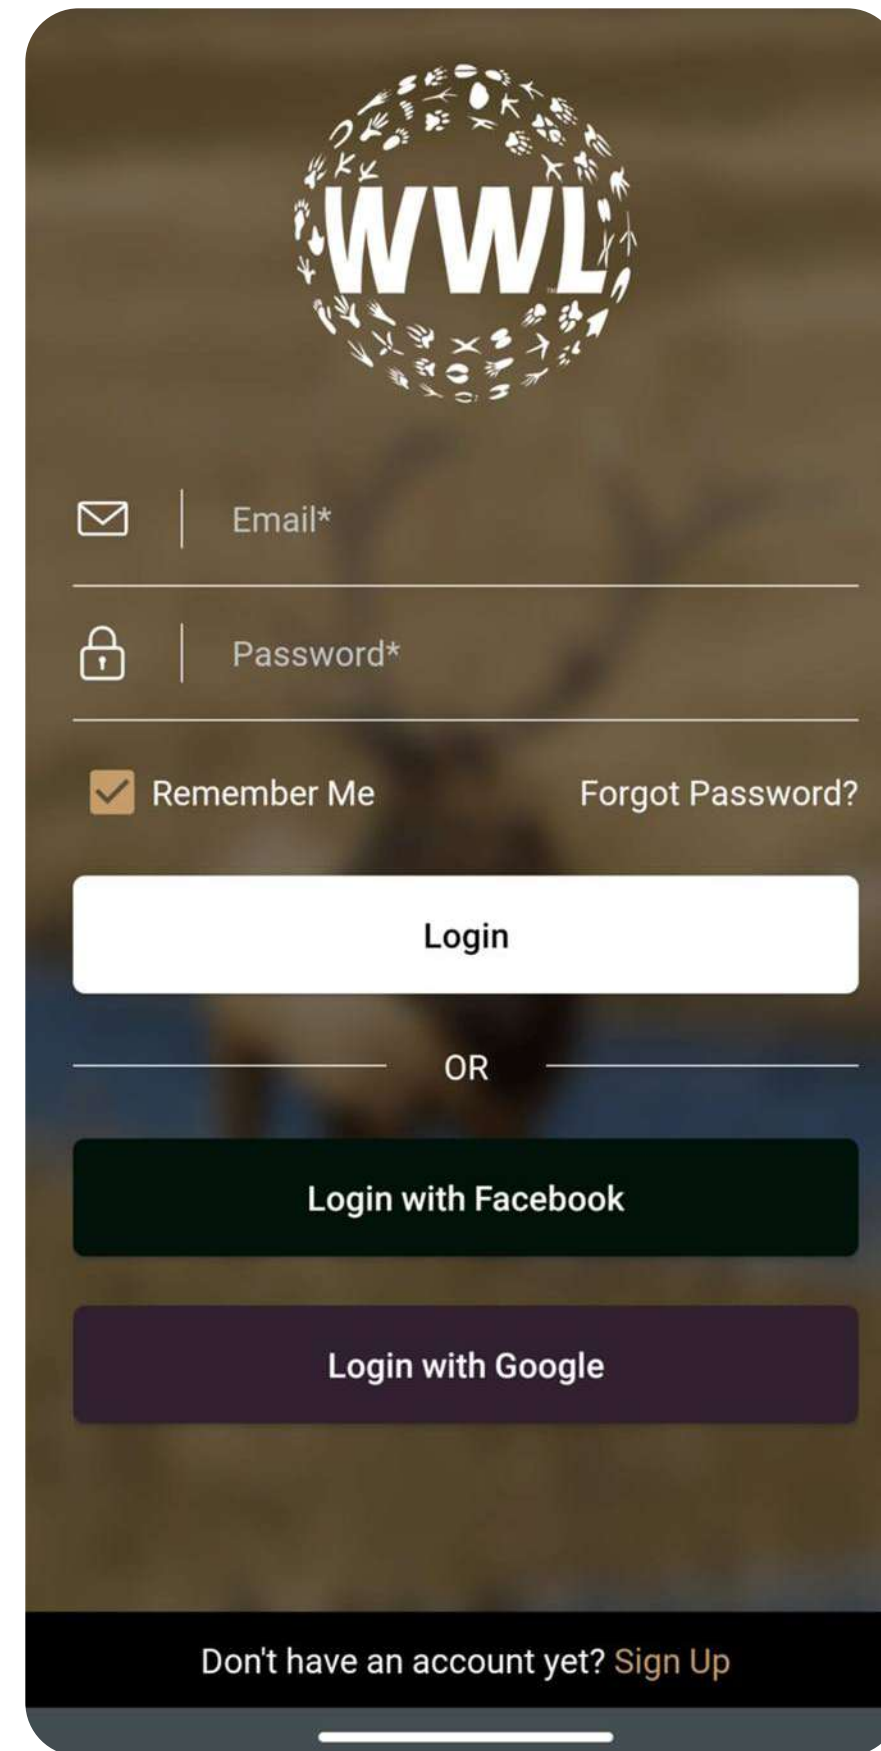 WWL
Email*
Password*
Remember Me
Forgot Password?
Login
OR
Login with Facebook
Login with Google
Don't have an account yet? Sign Up